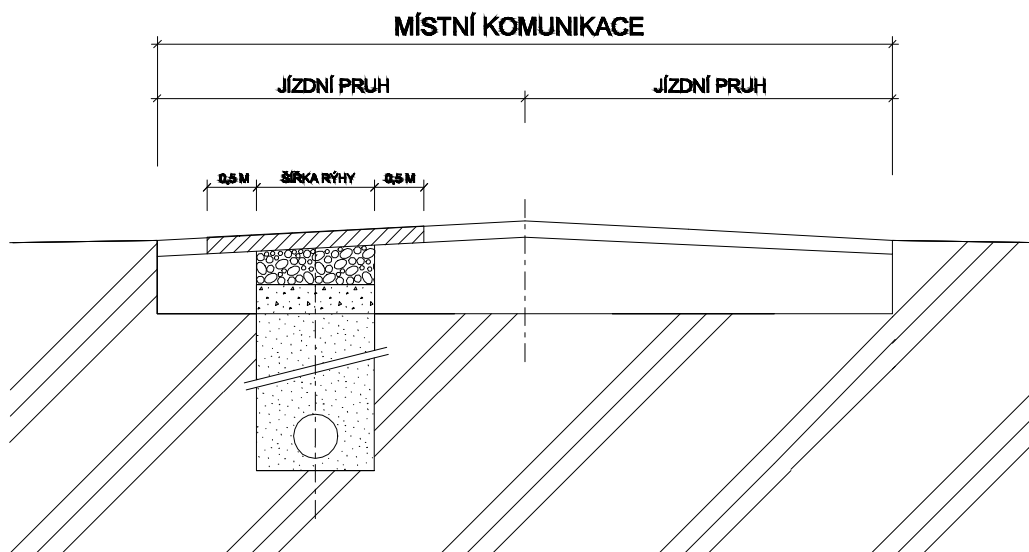 MÍSTNÍ KOMUNIKACE
JÍZDNÍ PRUH JÍZDNÍ PRUH
0,5 M ŠÍŘKA RÝHY 0,5 M